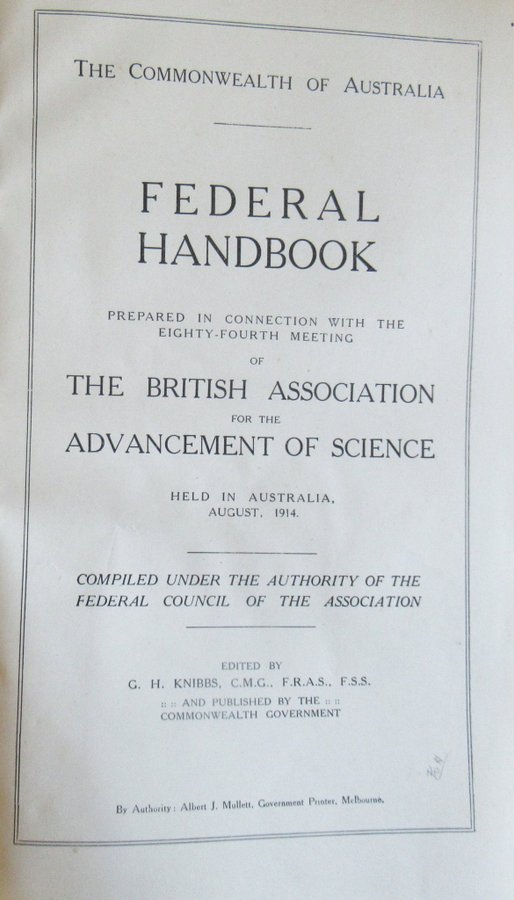 THE COMMONWEALTH OF AUSTRALIA
FEDERAL
HANDBOOK
PREPARED IN CONNECTION WITH THE
EIGHTY-FOURTH MEETING
OF
THE BRITISH ASSOCIATION
FOR THE
ADVANCEMENT OF SCIENCE
HELD IN AUSTRALIA,
AUGUST, 1914.
COMPILED UNDER THE AUTHORITY OF THE
FEDERAL COUNCIL OF THE ASSOCIATION
EDITED BY
G. H. KNIBBS, C.M.G., F.R.A.S., F.S.S.
:: :: AND PUBLISHED BY THE :: ::
COMMONWEALTH GOVERNMENT
By Authority: Albert J. Mullett, Government Printer, Melbourne.